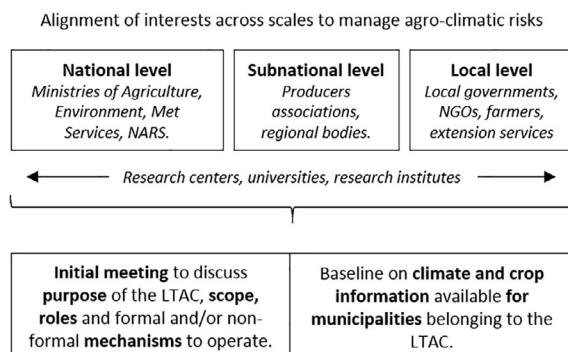 Alignment of interests across scales to manage agro-climatic risks
National level
Ministries of Agriculture,
Environment, Met
Services, NARS.
Subnational level
Producers
associations,
regional bodies.
Local level
Local governments,
NGOs, farmers,
extension services
Research centers, universities, research institutes
Initial meeting to discuss
purpose of the LTAC, scope,
roles and formal and/or non-
formal mechanisms to operate.
Baseline on climate and crop
information available for
municipalities belonging to the
LTAC.